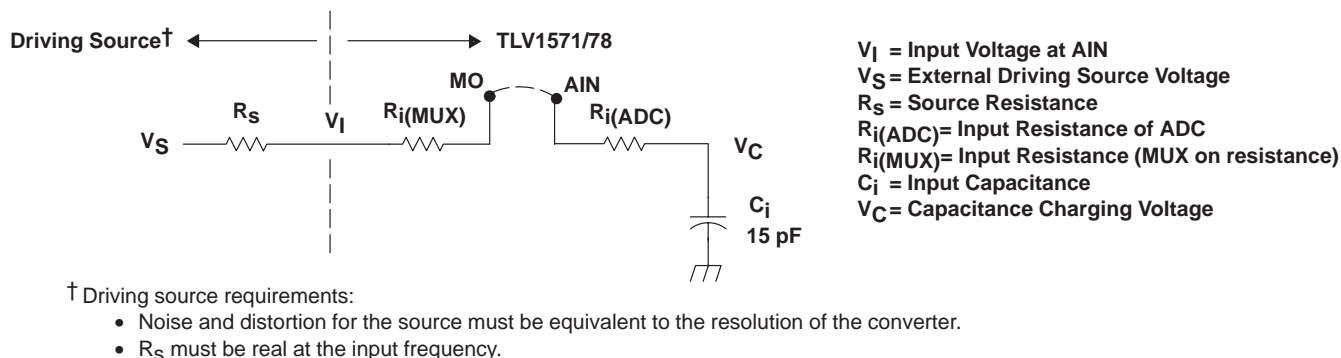 Driving Source†
TLV1571/78
MO
AIN
VS
RS
VI
Ri(MUX)
Ri(ADC)
VC
Ci
15 pF
VI = Input Voltage at AIN
VS = External Driving Source Voltage
Rs = Source Resistance
Ri(ADC) = Input Resistance of ADC
Ri(MUX) = Input Resistance (MUX on resistance)
Ci = Input Capacitance
VC = Capacitance Charging Voltage
† Driving source requirements:
• Noise and distortion for the source must be equivalent to the resolution of the converter.
• RS must be real at the input frequency.